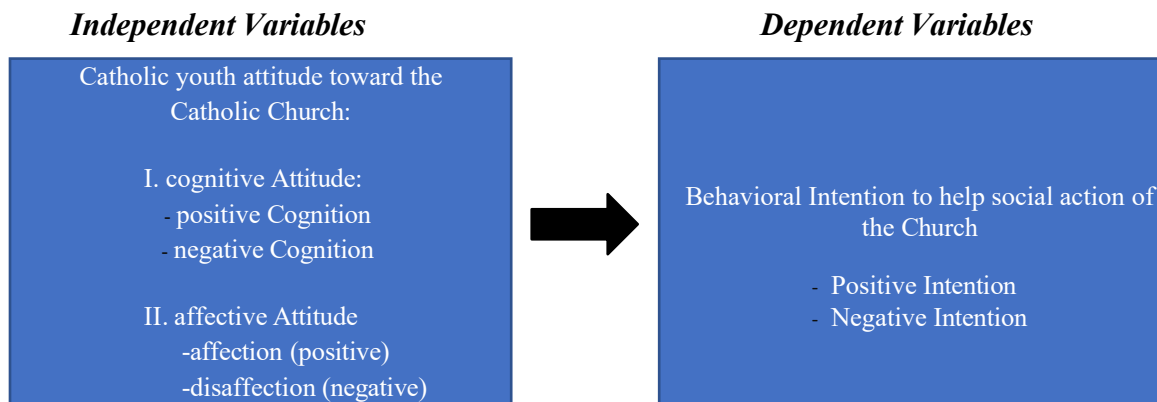 Independent Variables
Catholic youth attitude toward the
Catholic Church:
I. cognitive Attitude:
- positive Cognition
- negative Cognition
II. affective Attitude
-affection (positive)
-disaffection (negative)
Dependent Variables
Behavioral Intention to help social action of
the Church
- Positive Intention
- Negative Intention